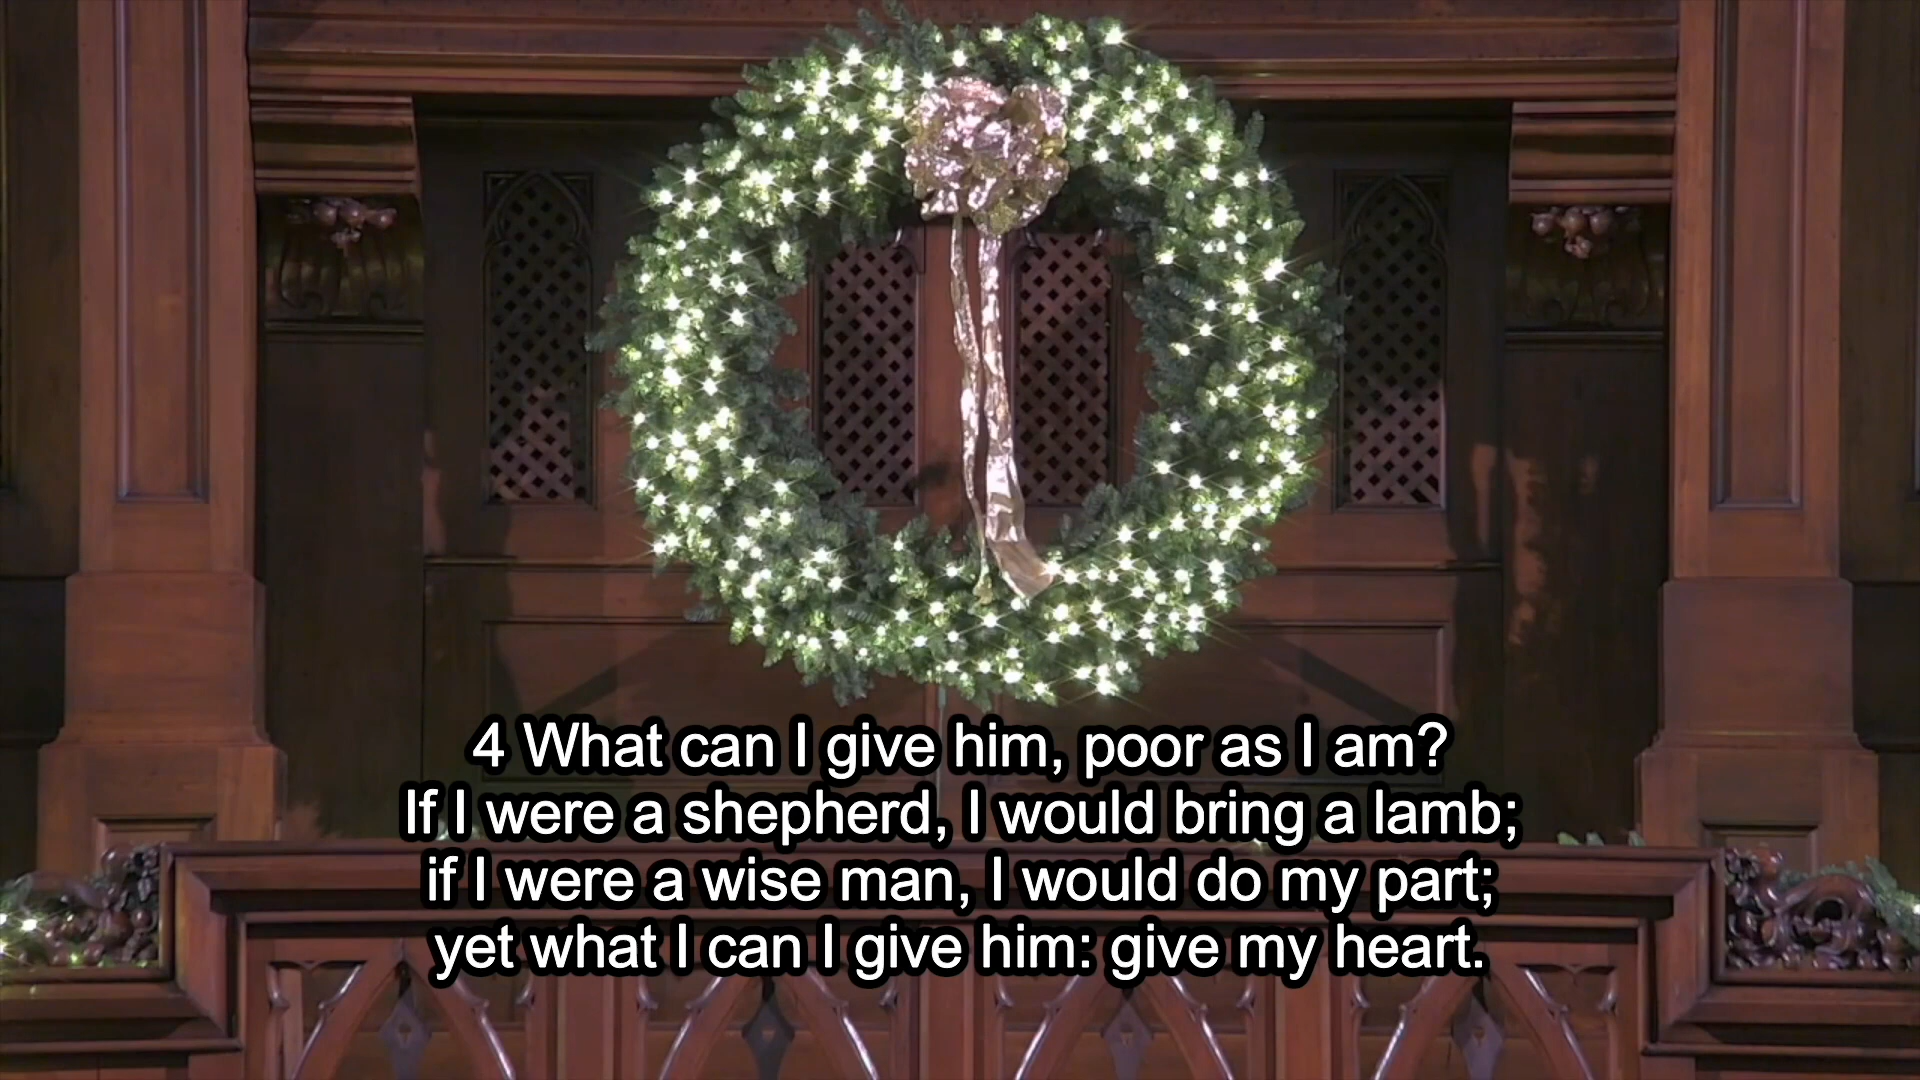 4 What can I give him, poor as I am?
If I were a shepherd, I would bring a lamb;
if I were a wise man, I would do my part;
yet what I can I give him: give my heart.